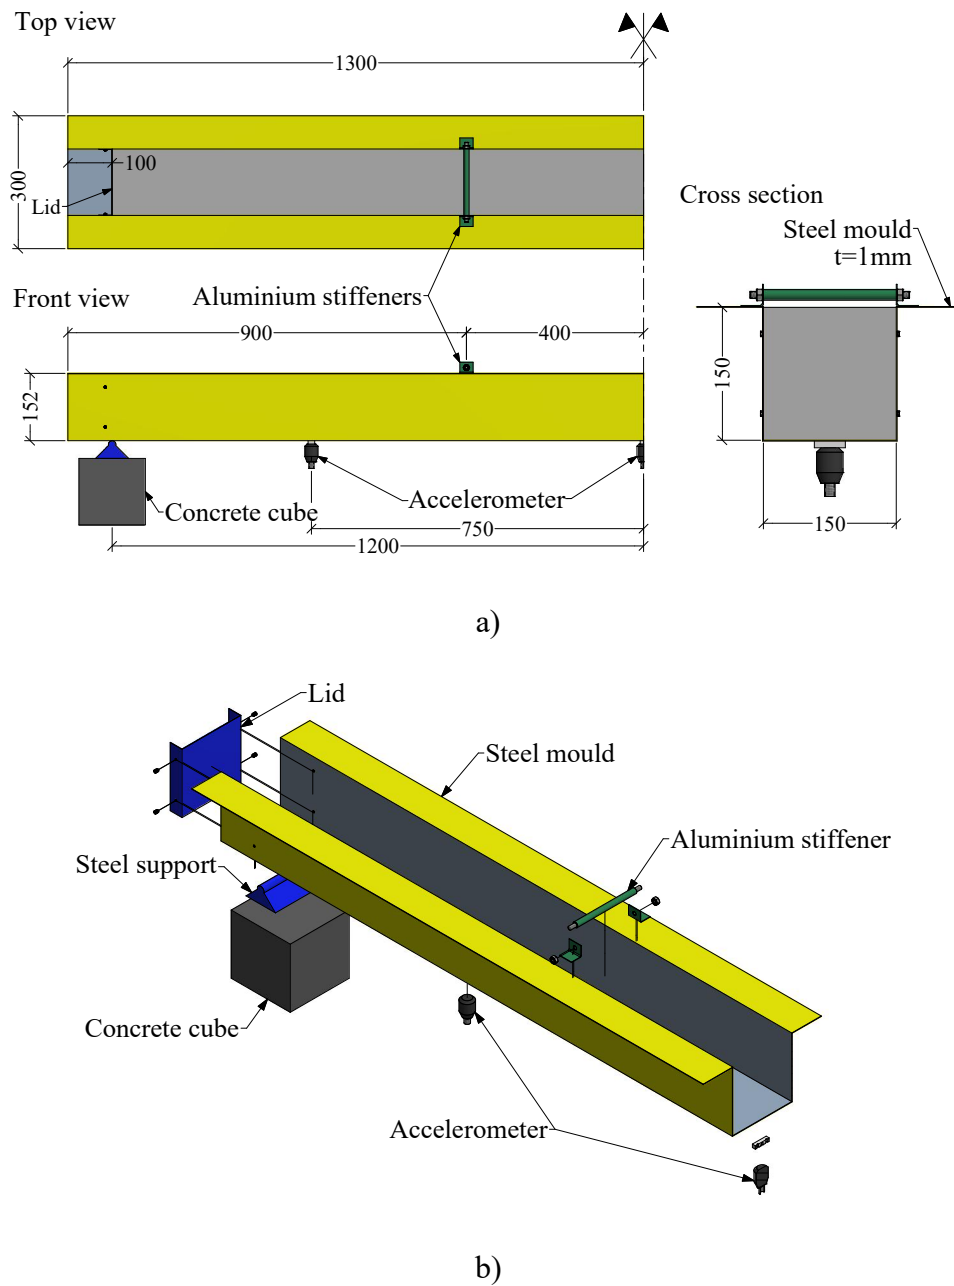 Top view
1300
100
300
Lid
Cross section
Steel mould
t=1mm
Front view
Aluminium stiffeners
900
400
152
150
Accelerometer
Concrete cube
750
150
1200
a)
Lid
Steel mould
Aluminium stiffener
Steel support
Concrete cube
Accelerometer
b)